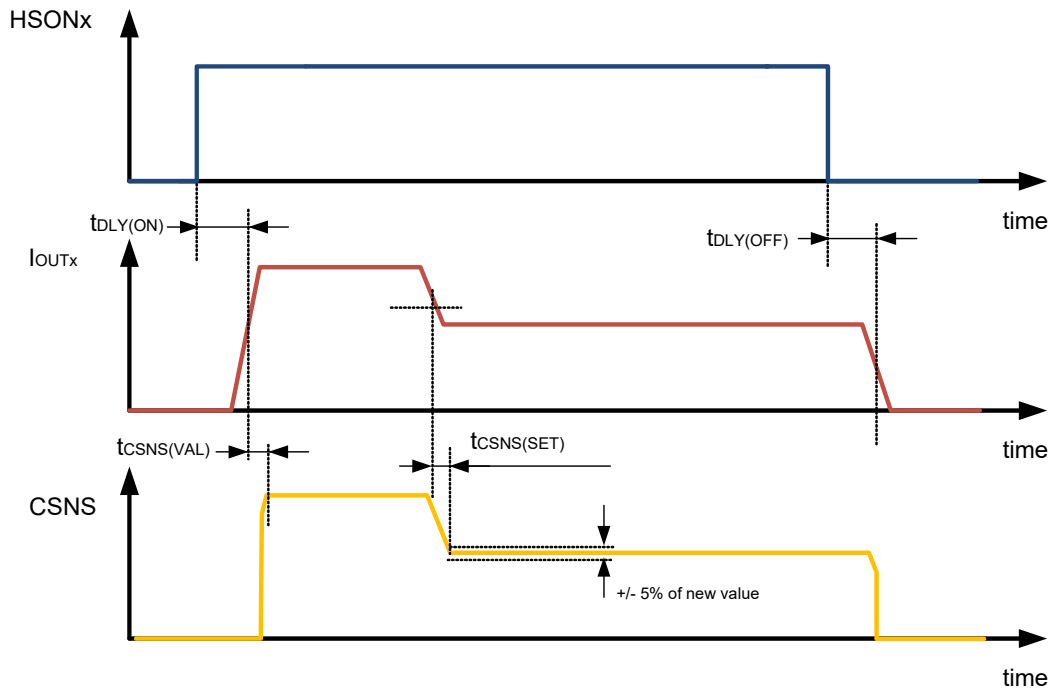 HSONx
time
tDLY(ON)
tDLY(OFF)
IOUTx
time
tCSNS(VAL)
tCSNS(SET)
CSNS
+/- 5% of new value
time